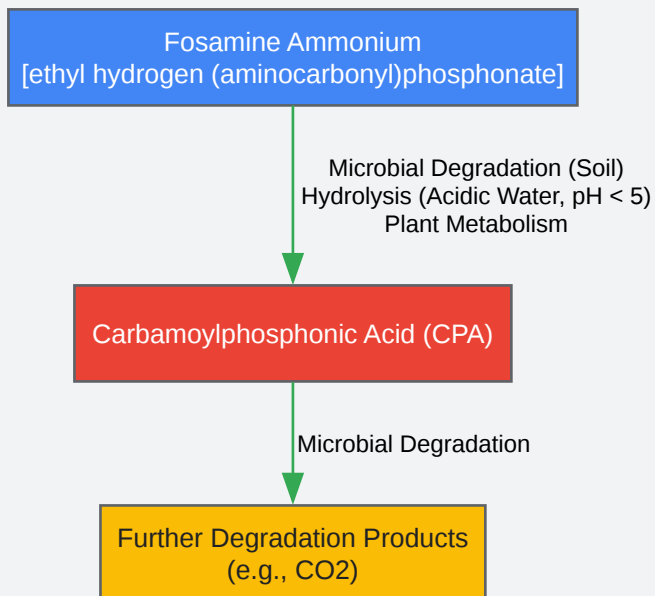 Fosamine Ammonium
[ethyl hydrogen (aminocarbonyl)phosphonate]
Microbial Degradation (Soil)
Hydrolysis (Acidic Water, pH < 5)
Plant Metabolism
Carbamoylphosphonic Acid (CPA)
Microbial Degradation
Further Degradation Products
(e.g., CO2)